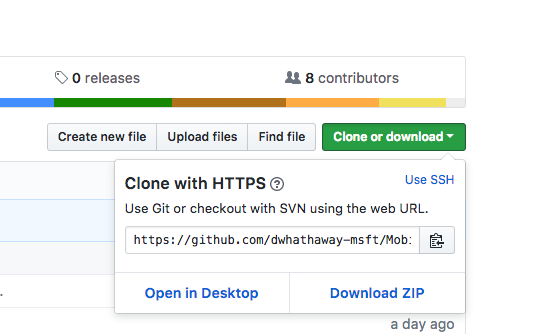 0 releases
8 contributors
Create new file
Upload files
Find file
Clone or download
Clone with HTTPS
Use SSH
Use Git or checkout with SVN using the web URL.
https://github.com/dwhathaway-msft/Mob
Open in Desktop
Download ZIP
a day ago